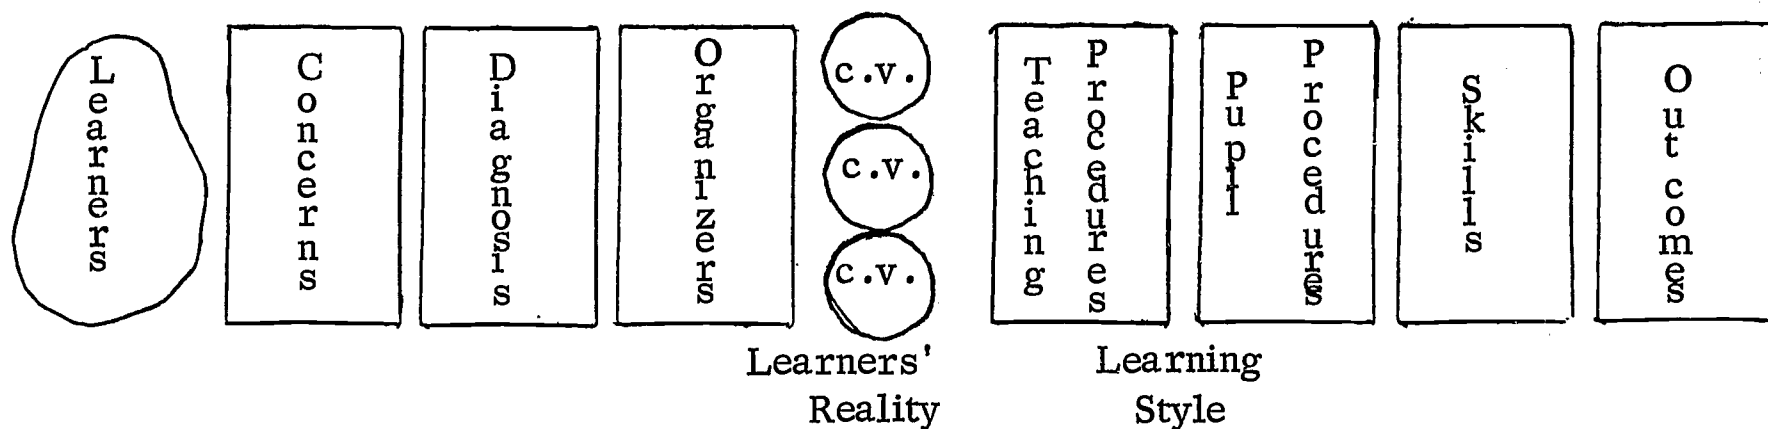 Learners
Concerns
Diagnosis
Organizers
c.v.
c.v.
c.v.
Teaching
Procedures
Pupil
Procedures
Skills
Outcomes
Learners'
Reality
Learning
Style